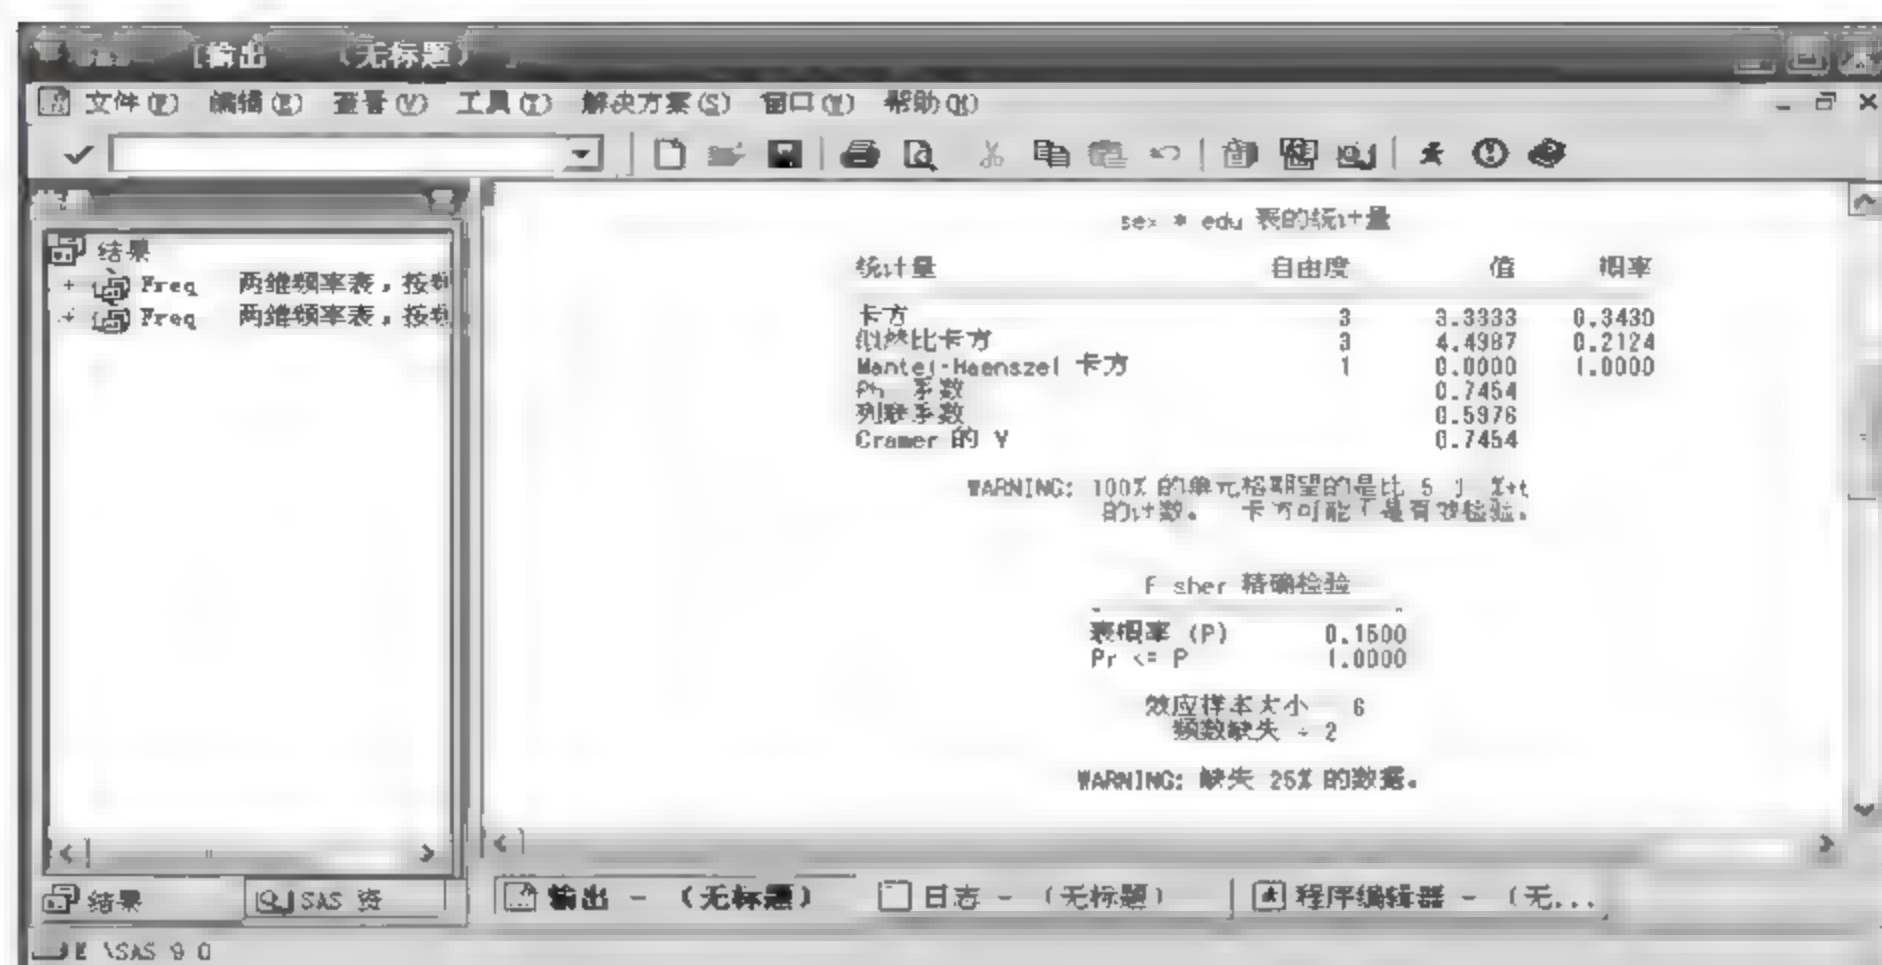 [输出 (无标题)
文件(F) 编辑(E) 查看(V) 工具(T) 解决方案(S) 窗口(W) 帮助(H)
结果
Freq 两维频率表,按
Freq 两维频率表,按
结果 SAS 资
sex * edu 表的统计量
统计量 自由度 值 概率
卡方 3 3.3333 0.3430
似然比卡方 3 4.4987 0.2124
Mantel-Haenszel 卡方 1 0.0000 1.0000
Ph 系数 0.7454
列联系数 0.5976
Cramer 的 V 0.7454
WARNING: 100% 的单元格期望的是比 5
的计数。 卡方可能不是有效检验。
F sher 精确检验
表概率 (P) 0.1500
Pr <= P 1.0000
效应样本大小 6
频数缺失 = 2
WARNING: 缺失 25% 的数据。
输出 - (无标题) 日志 - (无标题) 程序编辑器 - (无...
\SAS 9 0